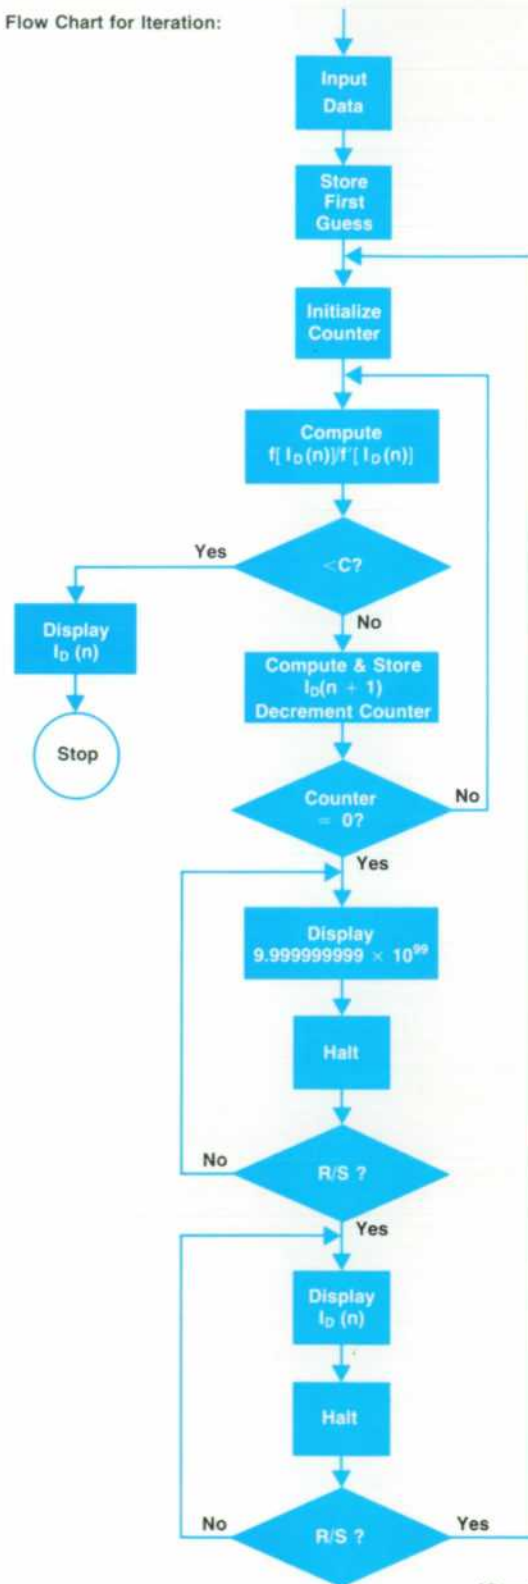 Flow Chart for Iteration:
Input
Data
Store
First
Guess
Initialize
Counter
Compute
f[ I_D(n)]/f'[ I_D(n)]
<C?
Yes
No
Display
I_D (n)
Stop
Compute & Store
I_D(n + 1)
Decrement Counter
Counter
= 0?
No
Yes
Display
9.999999999 × 10⁹⁹
Halt
R/S ?
No
Yes
Display
I_D (n)
Halt
R/S ?
No
Yes